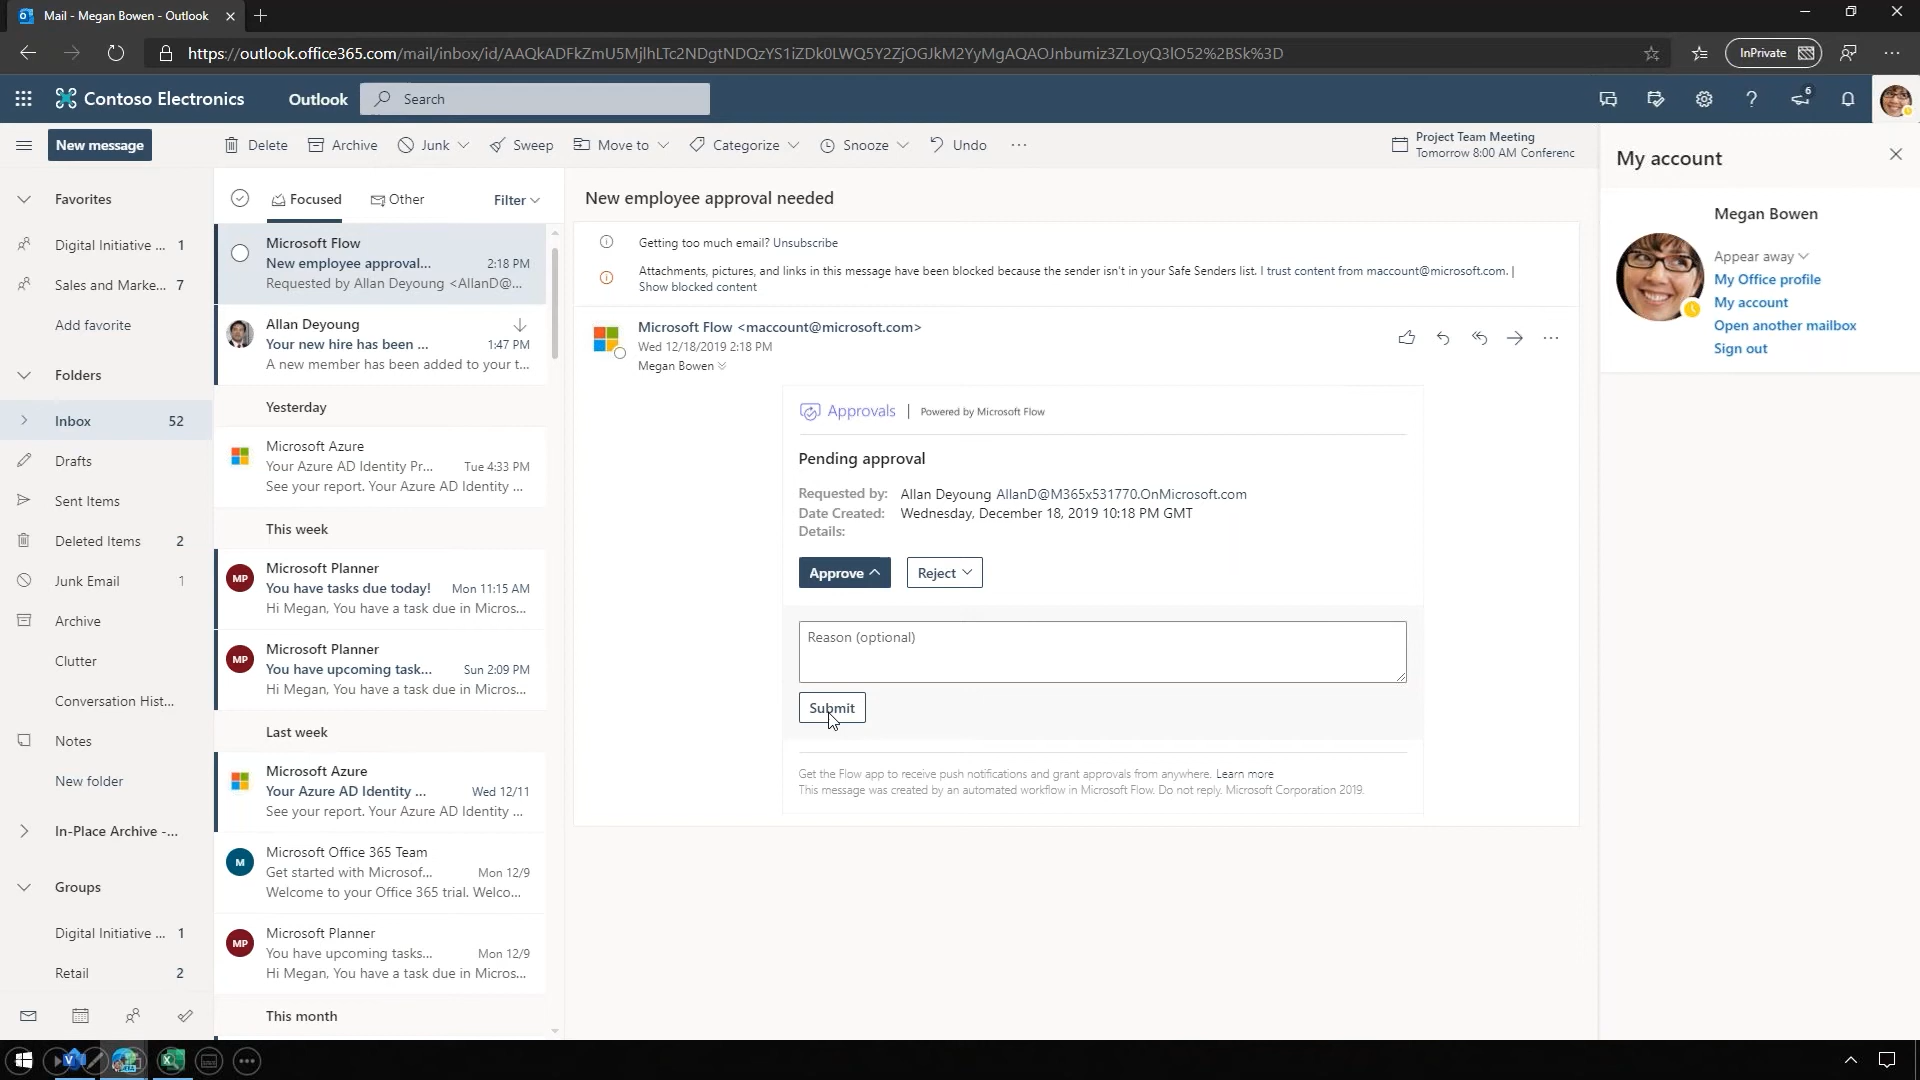 Mail - Megan Bowen - Outlook
https://outlook.office365.com/mail/inbox/id/AAQkADFkZmU5MjlhLTc2NDgtNDQzYS1iZDk0LWQ5Y2ZjOGJkM2YyMgAQAOJnbumiz3ZLoyQ3lO52%2BSk%3D
InPrivate
Contoso Electronics
Outlook
Search
6
New message
Delete
Archive
Junk
Sweep
Move to
Categorize
Snooze
Undo
Project Team Meeting
Tomorrow 8:00 AM Conferenc
Favorites
Digital Initiative ... 1
Sales and Marke... 7
Add favorite
Folders
Inbox 52
Drafts
Sent Items
Deleted Items 2
Junk Email 1
Archive
Clutter
Conversation Hist...
Notes
New folder
In-Place Archive -...
Groups
Digital Initiative ... 1
Retail 2
Focused
Other
Filter
Microsoft Flow
New employee approval... 2:18 PM
Requested by Allan Deyoung <AllanD@...
Allan Deyoung
Your new hire has been ... 1:47 PM
A new member has been added to your t...
Yesterday
Microsoft Azure
Your Azure AD Identity Pr... Tue 4:33 PM
See your report. Your Azure AD Identity ...
This week
MP
Microsoft Planner
You have tasks due today! Mon 11:15 AM
Hi Megan, You have a task due in Micros...
MP
Microsoft Planner
You have upcoming task... Sun 2:09 PM
Hi Megan, You have a task due in Micros...
Last week
Microsoft Azure
Your Azure AD Identity ... Wed 12/11
See your report. Your Azure AD Identity ...
M
Microsoft Office 365 Team
Get started with Microsof... Mon 12/9
Welcome to your Office 365 trial. Welco...
MP
Microsoft Planner
You have upcoming tasks... Mon 12/9
Hi Megan, You have a task due in Micros...
This month
New employee approval needed
Getting too much email? Unsubscribe
Attachments, pictures, and links in this message have been blocked because the sender isn't in your Safe Senders list. I trust content from maccount@microsoft.com. |
Show blocked content
Microsoft Flow <maccount@microsoft.com>
Wed 12/18/2019 2:18 PM
Megan Bowen
Approvals | Powered by Microsoft Flow
Pending approval
Requested by: Allan Deyoung AllanD@M365x531770.OnMicrosoft.com
Date Created: Wednesday, December 18, 2019 10:18 PM GMT
Details:
Approve
Reject
Reason (optional)
Submit
Get the Flow app to receive push notifications and grant approvals from anywhere. Learn more
This message was created by an automated workflow in Microsoft Flow. Do not reply. Microsoft Corporation 2019.
My account
Megan Bowen
Appear away
My Office profile
My account
Open another mailbox
Sign out